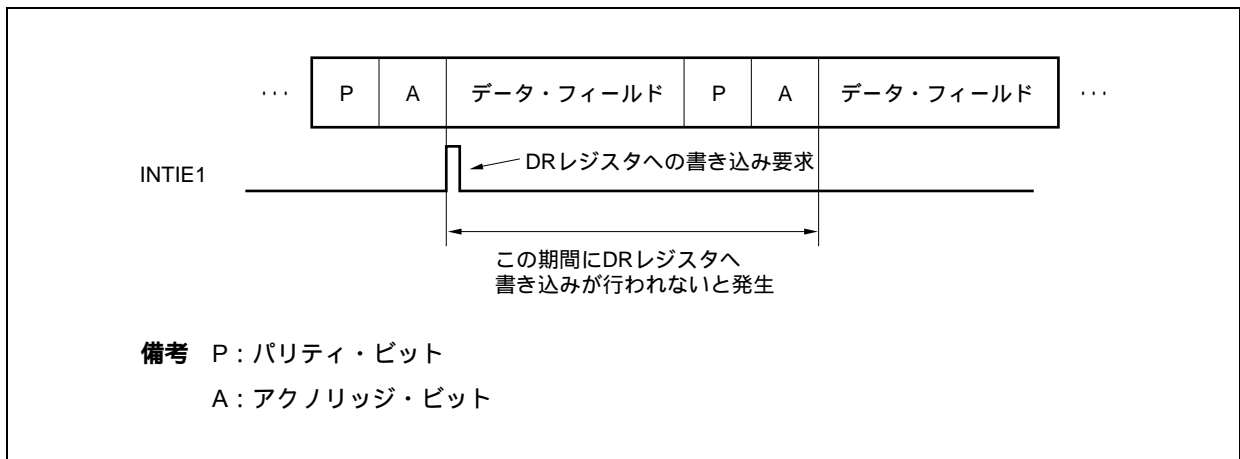 … P A データ・フィールド P A データ・フィールド …
INTIE1
DRレジスタへの書き込み要求
この期間にDRレジスタへ
書き込みが行われないと発生
備考 P：パリティ・ビット
A：アクノリッジ・ビット